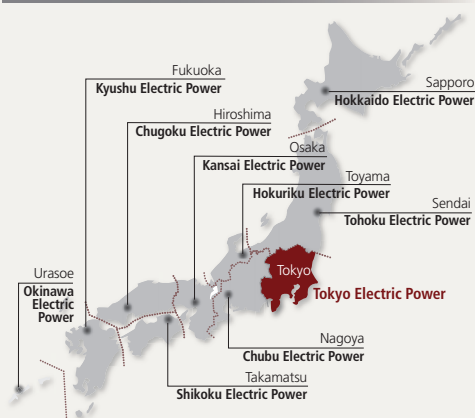 Fukuoka
Kyushu Electric Power
Sapporo
Hokkaido Electric Power
Hiroshima
Chugoku Electric Power
Osaka
Kansai Electric Power
Toyama
Hokuriku Electric Power
Sendai
Tohoku Electric Power
Urasoe
Okinawa
Electric
Power
Tokyo
Tokyo Electric Power
Nagoya
Chubu Electric Power
Takamatsu
Shikoku Electric Power